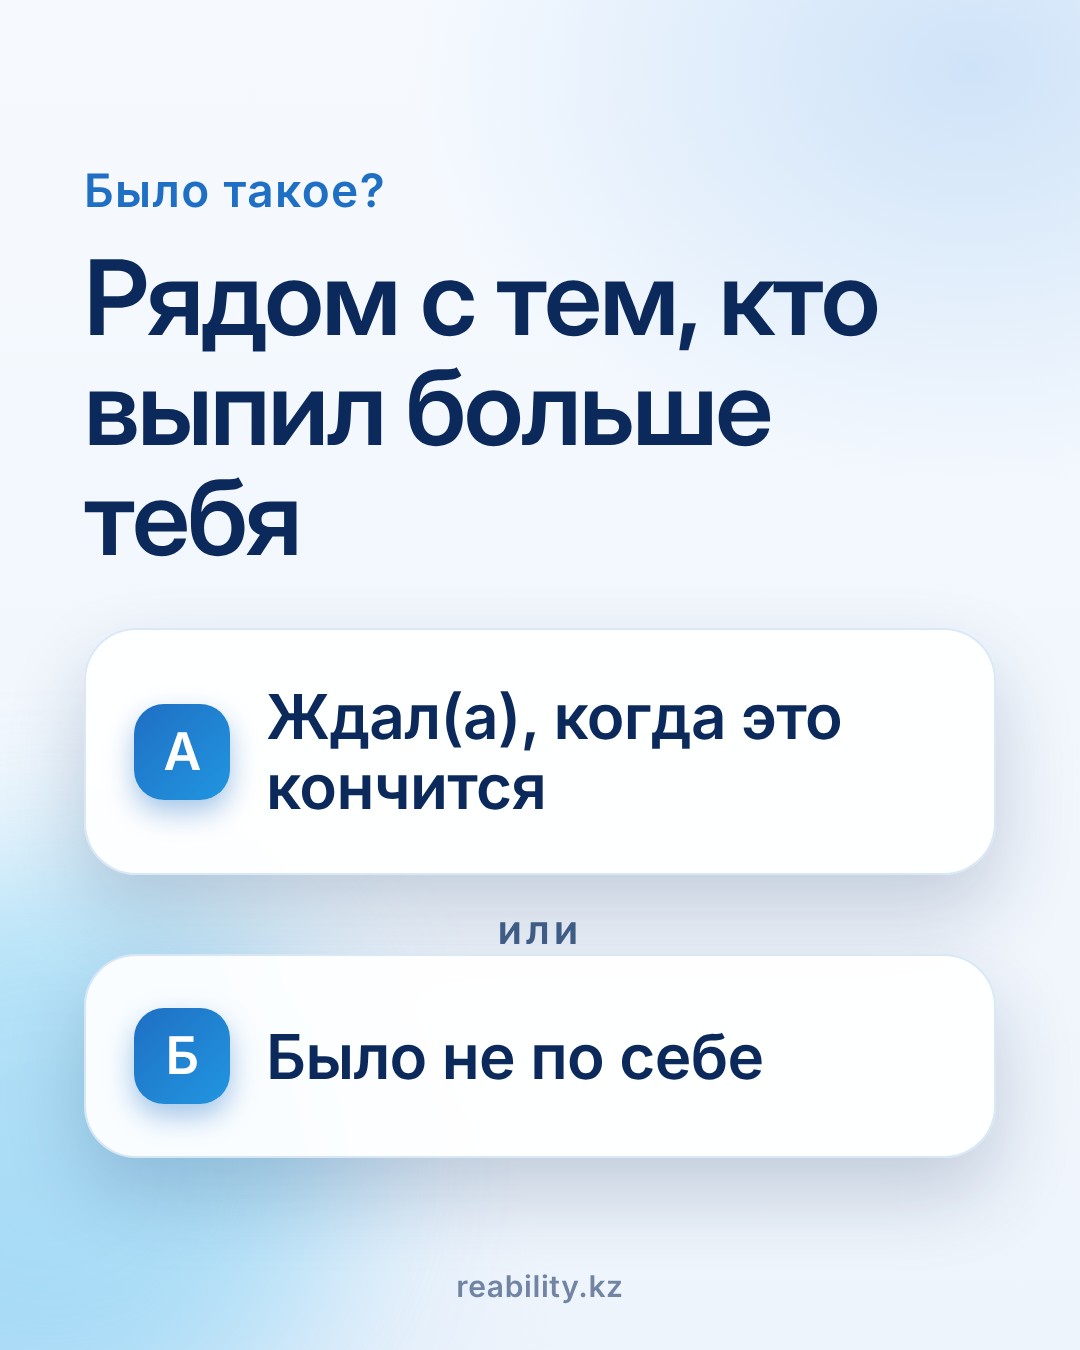 Было такое?
Рядом с тем, кто
выпил больше
тебя
А
Ждал(а), когда это
кончится
или
Б
Было не по себе
reability.kz